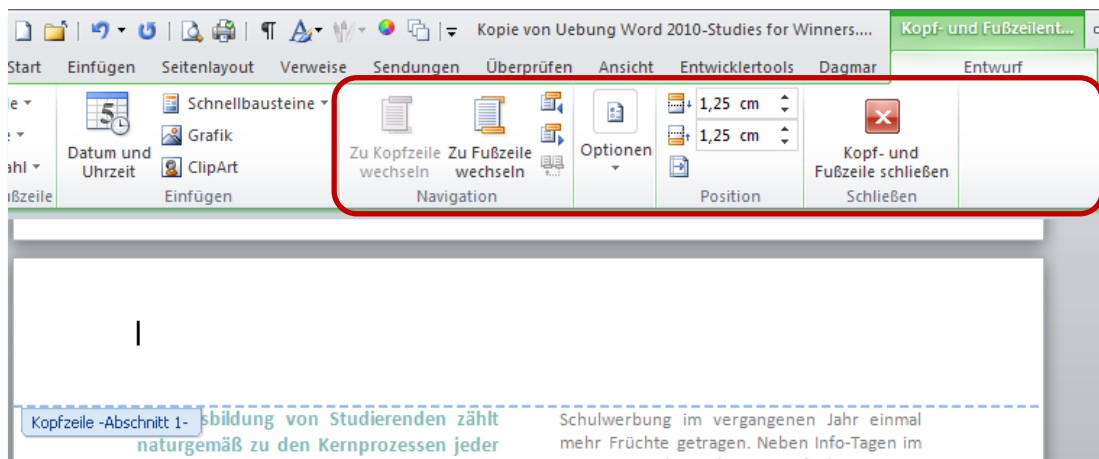 Kopie von Uebung Word 2010-Studies for Winners....
Kopf- und Fußzeilent...
Start Einfügen Seitenlayout Verweise Sendungen Überprüfen Ansicht Entwicklertools Dagmar Entwurf
Datum und
Uhrzeit
Schnellbausteine
Grafik
ClipArt
Einfügen
Zu Kopfzeile
wechseln
Zu Fußzeile
wechseln
Navigation
Optionen
1,25 cm
1,25 cm
Position
Kopf- und
Fußzeile schließen
Schließen
Kopfzeile -Abschnitt 1-
sbildung von Studierenden zählt
naturgemäß zu den Kernprozessen jeder
Schulwerbung im vergangenen Jahr einmal
mehr Früchte getragen. Neben Info-Tagen im